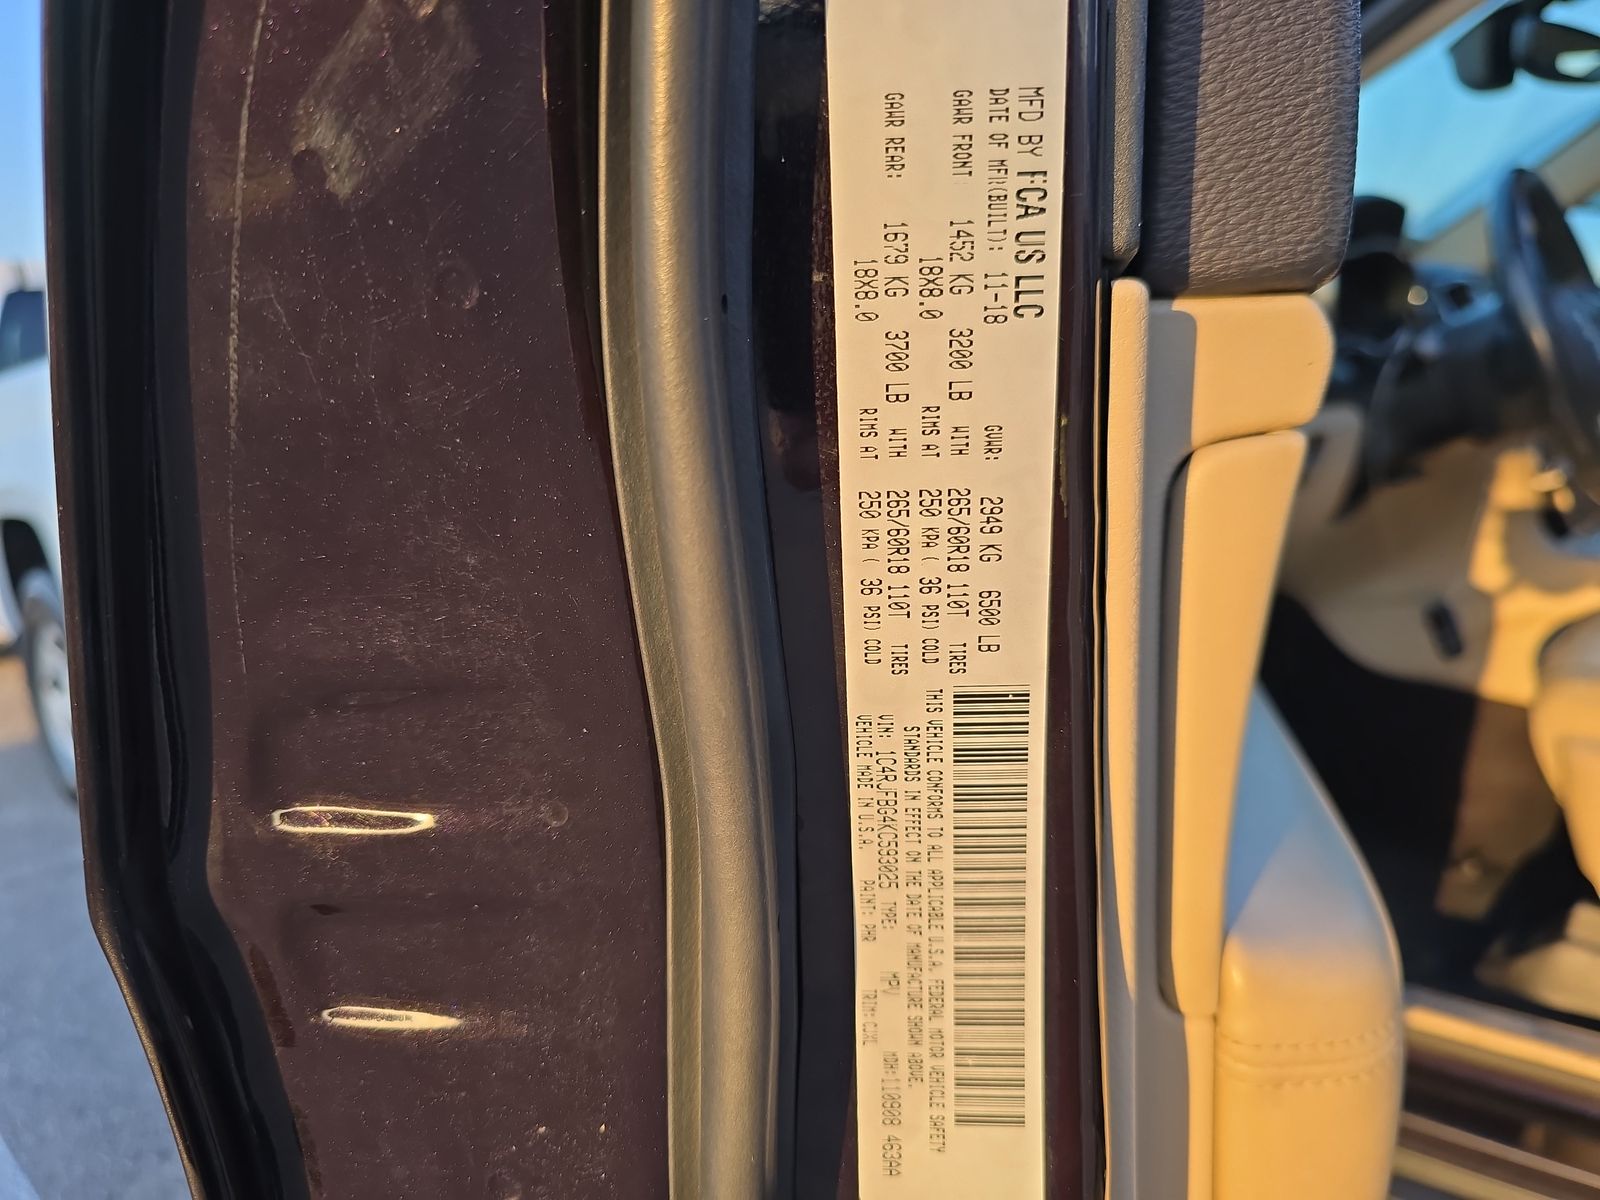 MFD BY FCA US LLC
DATE OF MFR(BUILT): 11-18 GVWR: 2949 KG 6500 LB
GAWR FRONT: 1452 KG 3200 LB WITH 265/60R18 110T TIRES
18X8.0 RIMS AT 250 KPA ( 36 PSI) COLD
GAWR REAR: 1679 KG 3700 LB WITH 265/60R18 110T TIRES
18X8.0 RIMS AT 250 KPA ( 36 PSI) COLD
THIS VEHICLE CONFORMS TO ALL APPLICABLE U.S.A. FEDERAL MOTOR VEHICLE SAFETY
STANDARDS IN EFFECT ON THE DATE OF MANUFACTURE SHOWN ABOVE.
VIN: 1C4RJFBG4KC593025 TYPE: MPV MDH: 110908 463AA
VEHICLE MADE IN U.S.A. PAINT: PHR TRIM: